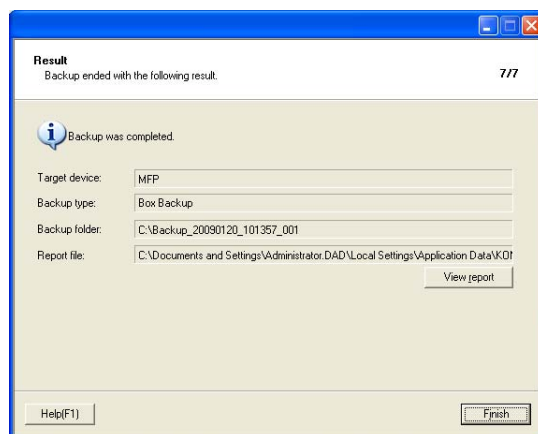 Result
Backup ended with the following result.
7/7
Backup was completed.
Target device: MFP
Backup type: Box Backup
Backup folder: C:\Backup_20090120_101357_001
Report file: C:\Documents and Settings\Administrator.DAD\Local Settings\Application Data\KO
View report
Help(F1)
Finish